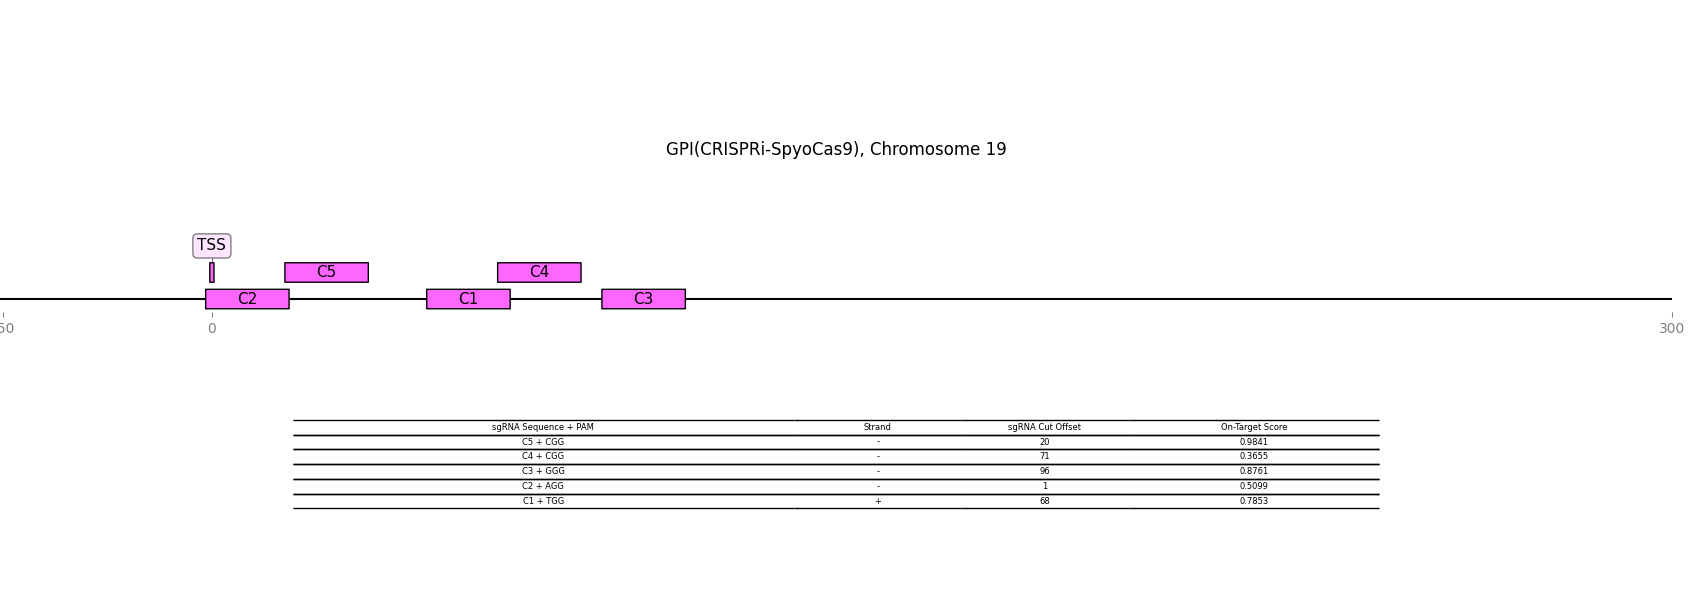 GPI(CRISPRi-SpyoCas9), Chromosome 19
TSS
C5 C4
C2 C1 C3
50 0 300
sgRNA Sequence + PAM Strand sgRNA Cut Offset On-Target Score
C5 + CGG - 20 0.9841
C4 + CGG - 71 0.3655
C3 + GGG - 96 0.8761
C2 + AGG - 1 0.5099
C1 + TGG + 68 0.7853